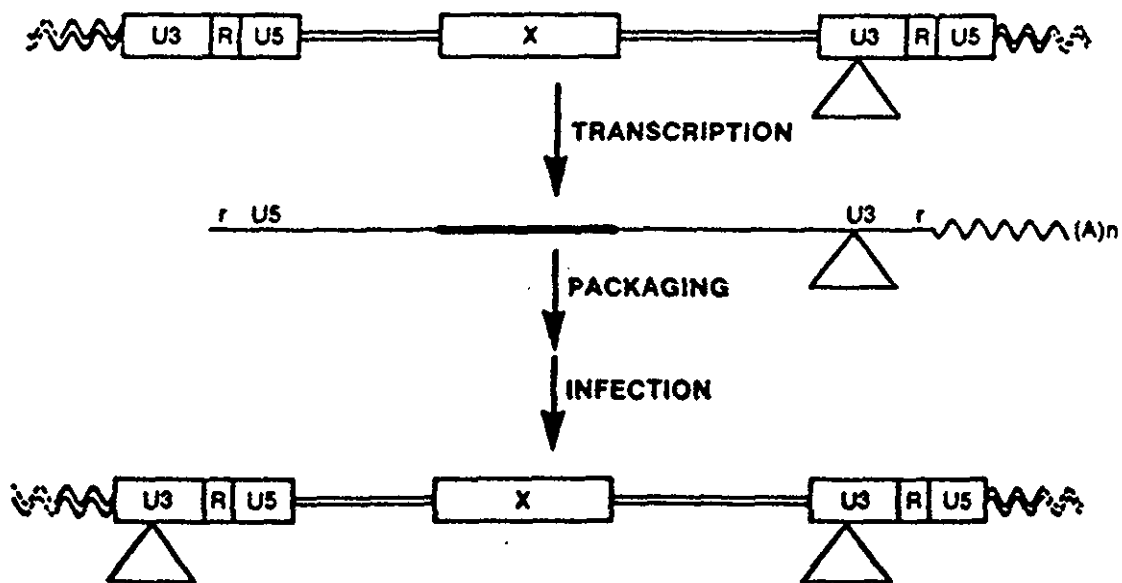 U3 R U5 X U3 R U5
TRANSCRIPTION
r U5 U3 r (A)n
PACKAGING
INFECTION
U3 R U5 X U3 R U5